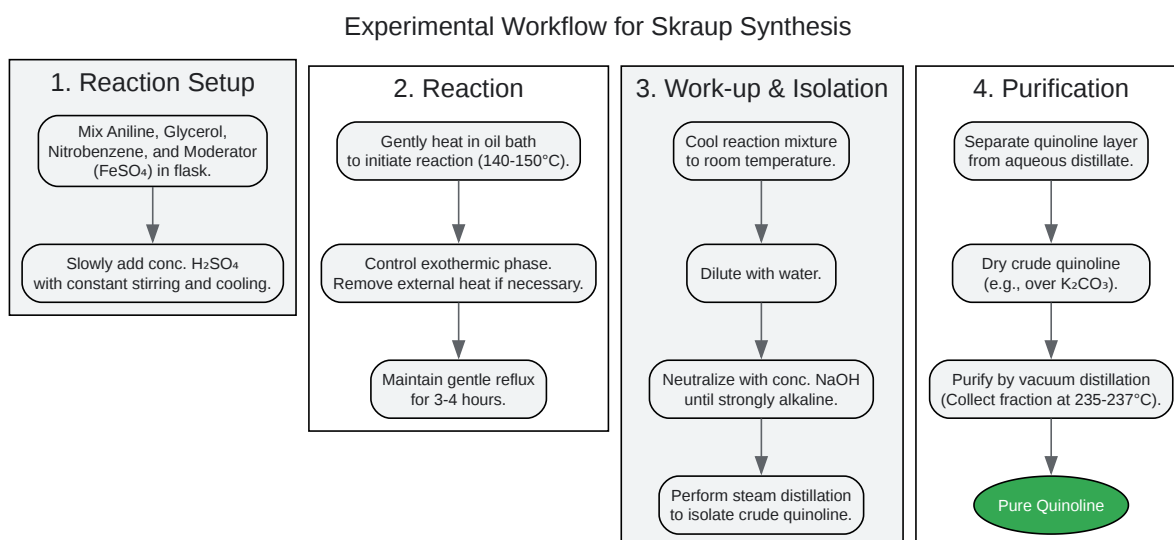 Experimental Workflow for Skraup Synthesis
1. Reaction Setup
Mix Aniline, Glycerol,
Nitrobenzene, and Moderator
(FeSO₄) in flask.
Slowly add conc. H₂SO₄
with constant stirring and cooling.
2. Reaction
Gently heat in oil bath
to initiate reaction (140-150°C).
Control exothermic phase.
Remove external heat if necessary.
Maintain gentle reflux
for 3-4 hours.
3. Work-up & Isolation
Cool reaction mixture
to room temperature.
Dilute with water.
Neutralize with conc. NaOH
until strongly alkaline.
Perform steam distillation
to isolate crude quinoline.
4. Purification
Separate quinoline layer
from aqueous distillate.
Dry crude quinoline
(e.g., over K₂CO₃).
Purify by vacuum distillation
(Collect fraction at 235-237°C).
Pure Quinoline